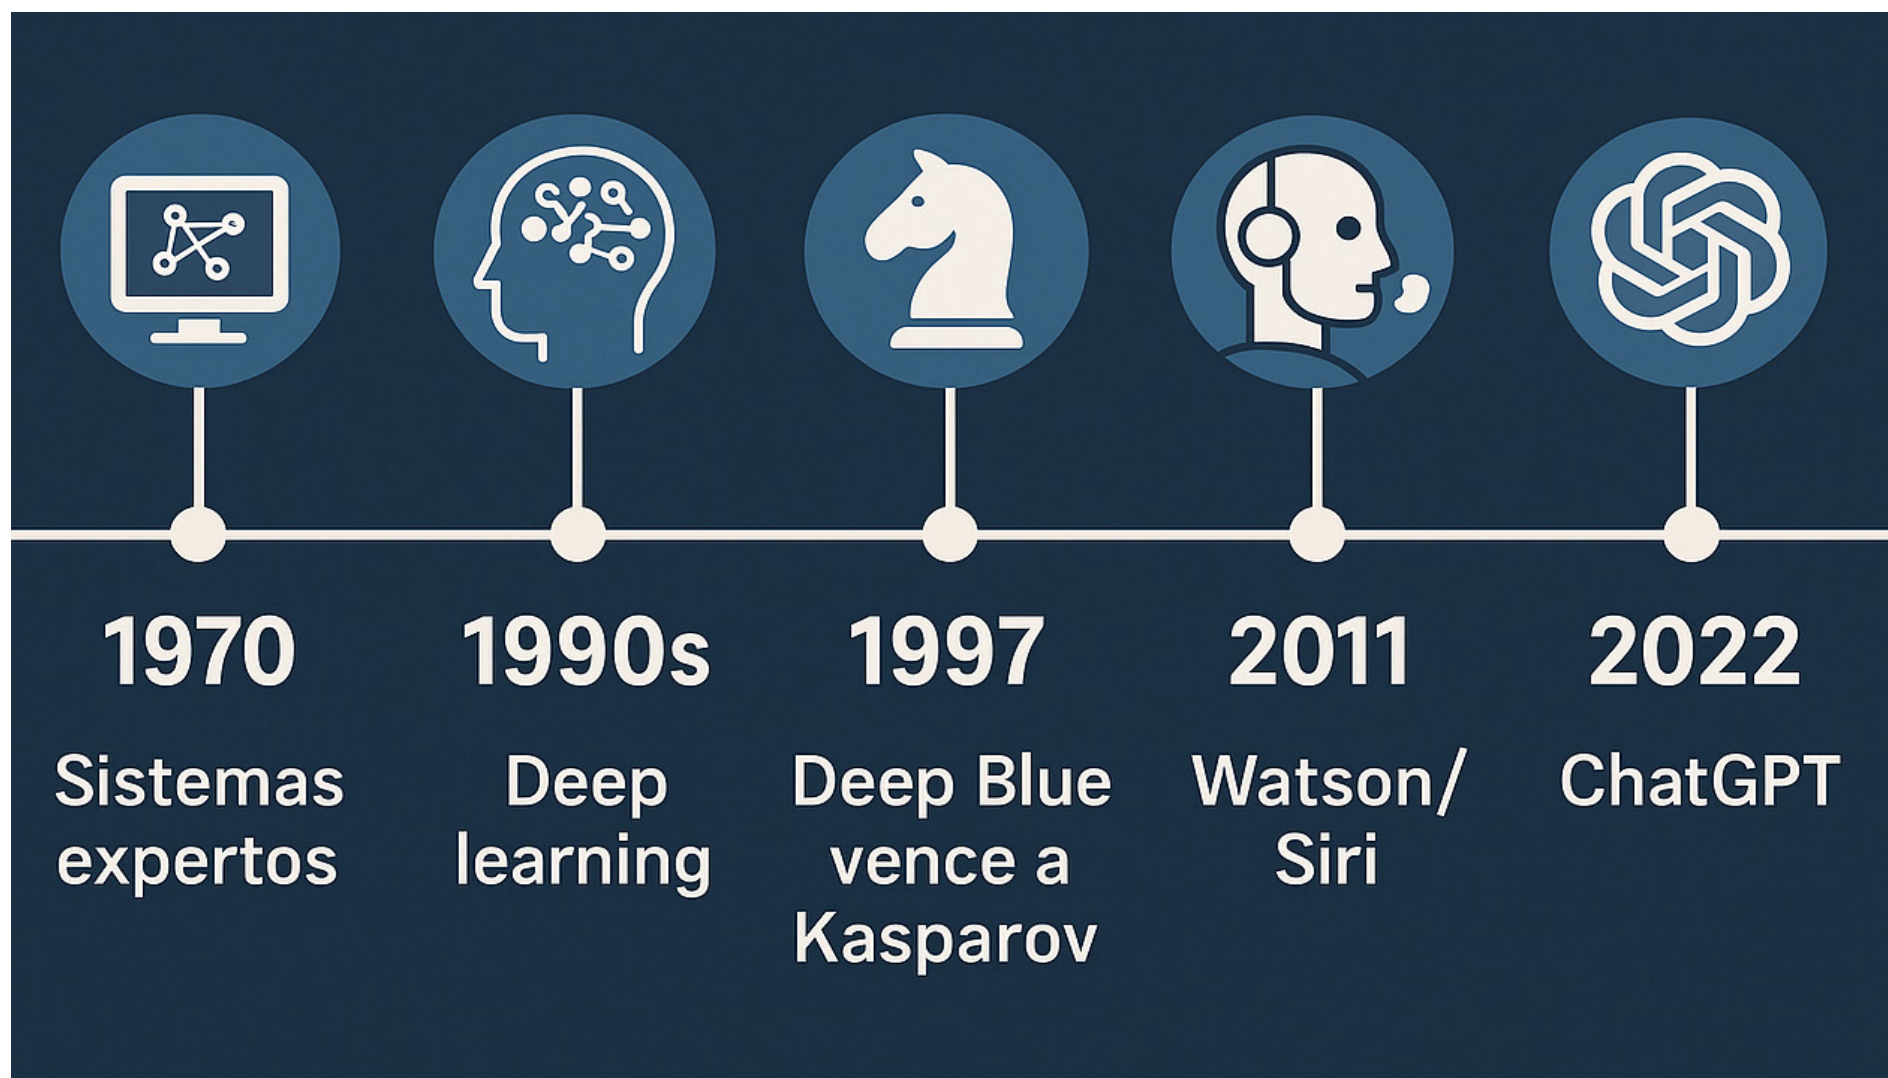 1970
Sistemas
expertos
1990s
Deep
learning
1997
Deep Blue
vence a
Kasparov
2011
Watson/
Siri
2022
ChatGPT